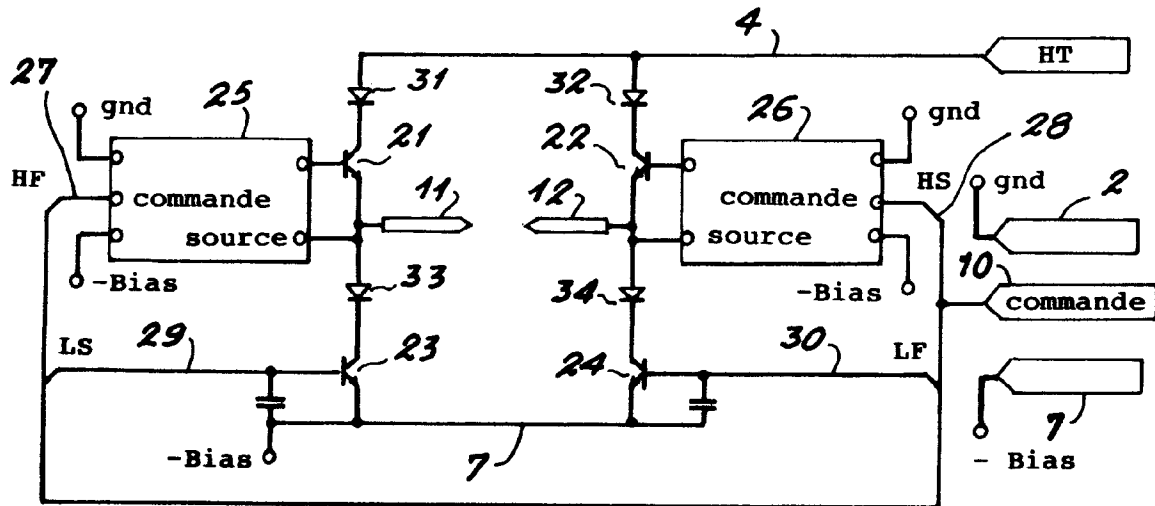 4
HT
27
gnd
25
31
32
26
gnd
28
21
22
HF
commande
11
12
commande
HS
gnd
2
source
source
-Bias
33
34
-Bias
10
commande
LS
29
23
24
30
LF
-Bias
7
7
- Bias